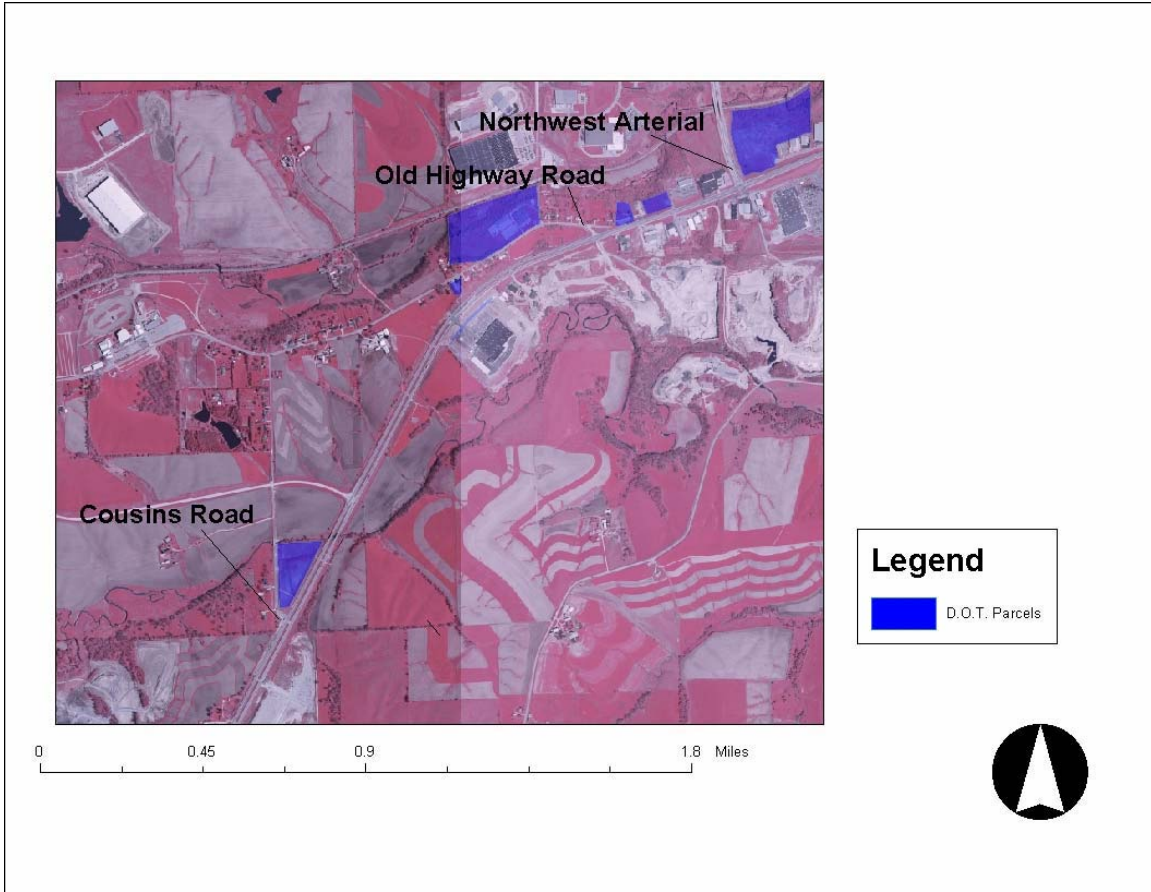 Northwest Arterial
Old Highway Road
Cousins Road
Legend
D.O.T. Parcels
0 0.45 0.9 1.8 Miles